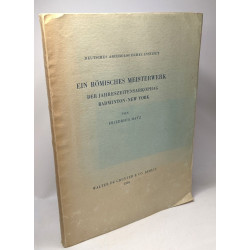 DEUTSCHES ARCHÄOLOGISCHES INSTITUT
EIN RÖMISCHES MEISTERWERK
DER JAHRESZEITENSARKOPHAG
BADMINTON-NEW YORK
VON
FRIEDRICH MATZ
WALTER DE GRUYTER & CO., BERLIN